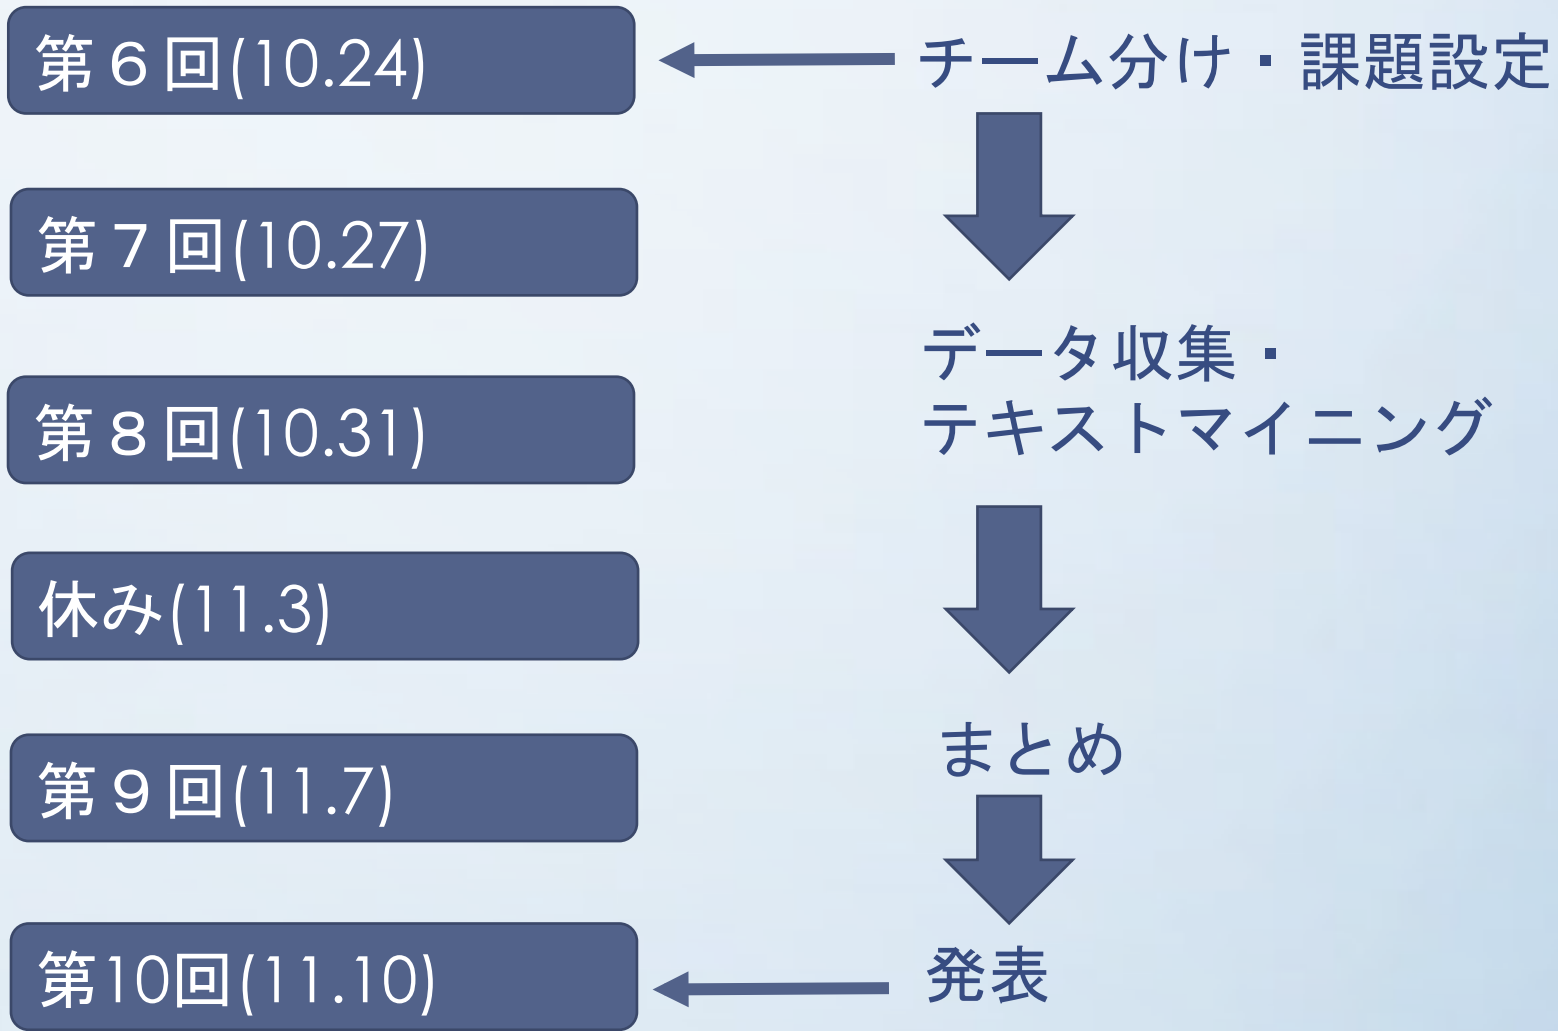 第６回(10.24)
チーム分け・課題設定
第７回(10.27)
データ収集・
テキストマイニング
第８回(10.31)
休み(11.3)
まとめ
第９回(11.7)
第10回(11.10)
発表